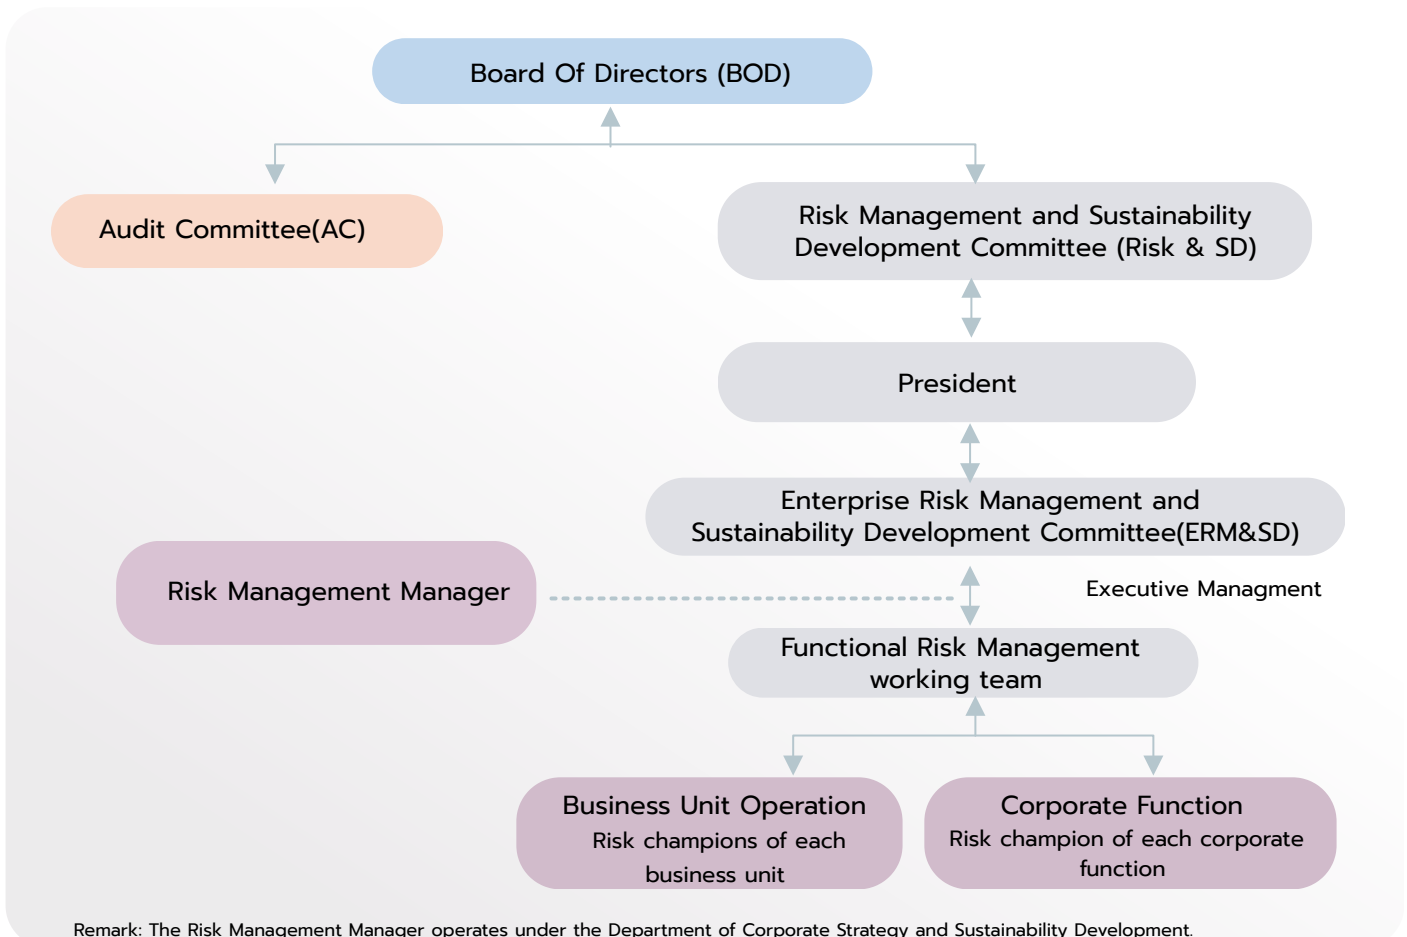 Board Of Directors (BOD)
Audit Committee(AC)
Risk Management and Sustainability
Development Committee (Risk & SD)
President
Enterprise Risk Management and
Sustainability Development Committee(ERM&SD)
Risk Management Manager
Executive Managment
Functional Risk Management
working team
Business Unit Operation
Risk champions of each
business unit
Corporate Function
Risk champion of each corporate
function
Remark: The Risk Management Manager operates under the Department of Corporate Strategy and Sustainability Development.